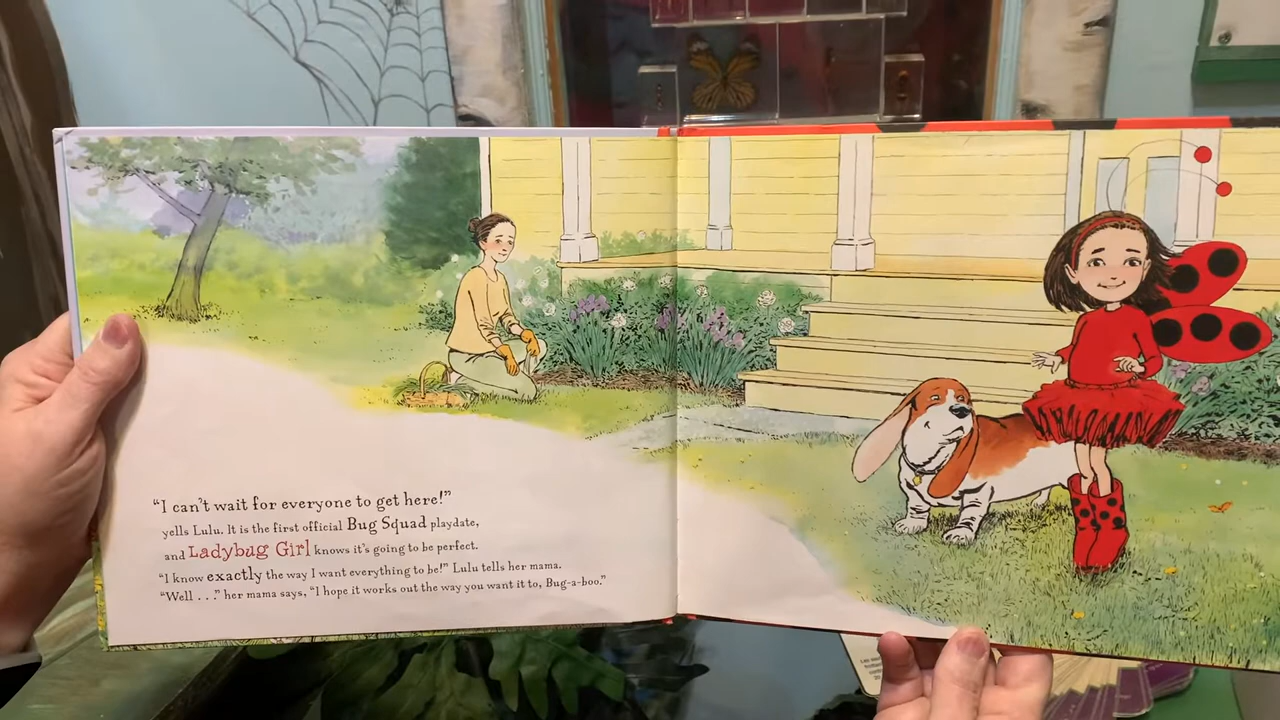 “I can’t wait for everyone to get here!”
yells Lulu. It is the first official Bug Squad playdate,
and Ladybug Girl knows it’s going to be perfect.
“I know exactly the way I want everything to be!” Lulu tells her mama.
“Well . . .” her mama says, “I hope it works out the way you want it to, Bug-a-boo.”